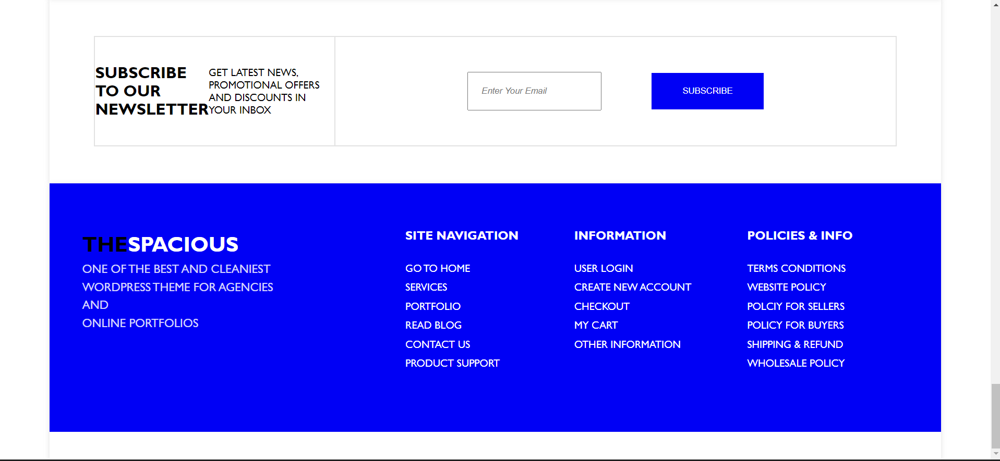 SUBSCRIBE
TO OUR
NEWSLETTER
GET LATEST NEWS,
PROMOTIONAL OFFERS
AND DISCOUNTS IN
YOUR INBOX
Enter Your Email
SUBSCRIBE
THESPACIOUS
ONE OF THE BEST AND CLEANIEST
WORDPRESS THEME FOR AGENCIES
AND
ONLINE PORTFOLIOS
SITE NAVIGATION
GO TO HOME
SERVICES
PORTFOLIO
READ BLOG
CONTACT US
PRODUCT SUPPORT
INFORMATION
USER LOGIN
CREATE NEW ACCOUNT
CHECKOUT
MY CART
OTHER INFORMATION
POLICIES & INFO
TERMS CONDITIONS
WEBSITE POLICY
POLCIY FOR SELLERS
POLICY FOR BUYERS
SHIPPING & REFUND
WHOLESALE POLICY